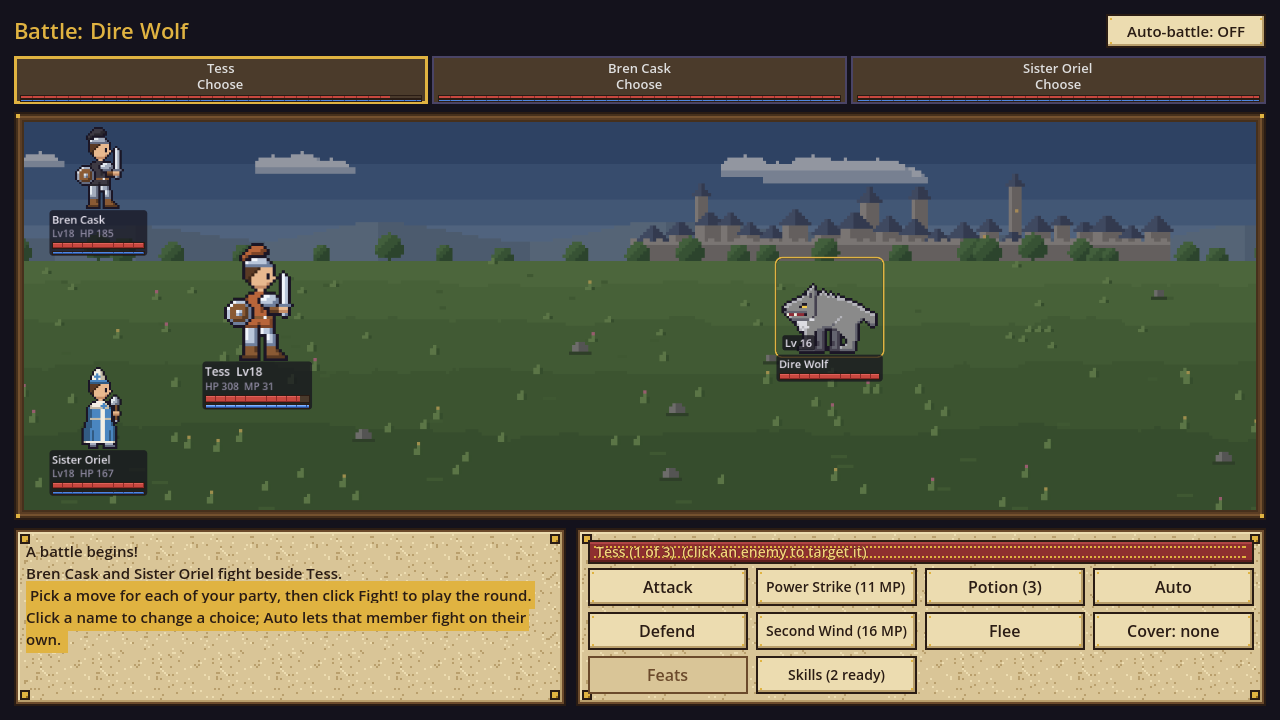 Battle: Dire Wolf
Auto-battle: OFF
Tess
Choose
Bren Cask
Choose
Sister Oriel
Choose
Bren Cask
Lv18 HP 185
Tess Lv18
HP 308 MP 31
Sister Oriel
Lv18 HP 167
Lv 16
Dire Wolf
A battle begins!
Bren Cask and Sister Oriel fight beside Tess.
Pick a move for each of your party, then click Fight! to play the round.
Click a name to change a choice; Auto lets that member fight on their
own.
Tess (1 of 3) (click an enemy to target it)
Attack
Power Strike (11 MP)
Potion (3)
Auto
Defend
Second Wind (16 MP)
Flee
Cover: none
Feats
Skills (2 ready)